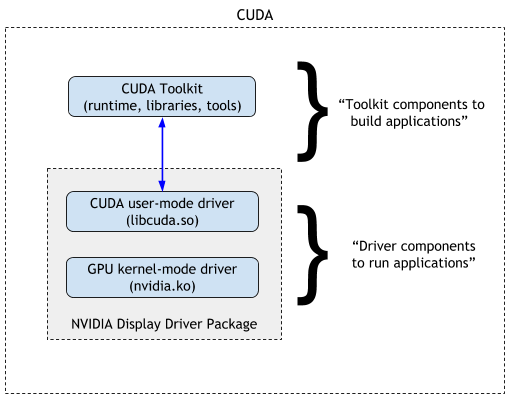 CUDA
CUDA Toolkit
(runtime, libraries, tools)
“Toolkit components to
build applications”
CUDA user-mode driver
(libcuda.so)
GPU kernel-mode driver
(nvidia.ko)
NVIDIA Display Driver Package
“Driver components
to run applications”